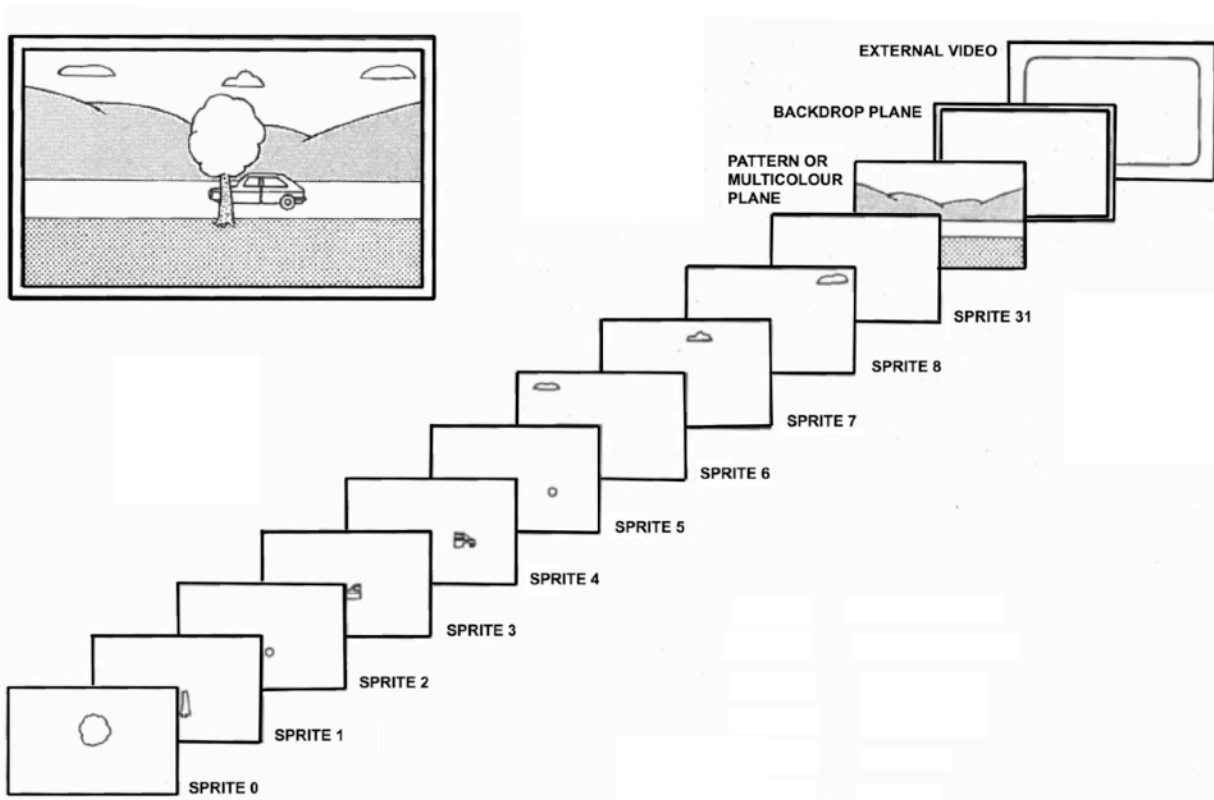 EXTERNAL VIDEO
BACKDROP PLANE
PATTERN OR
MULTICOLOUR
PLANE
SPRITE 31
SPRITE 8
SPRITE 7
SPRITE 6
SPRITE 5
SPRITE 4
SPRITE 3
SPRITE 2
SPRITE 1
SPRITE 0